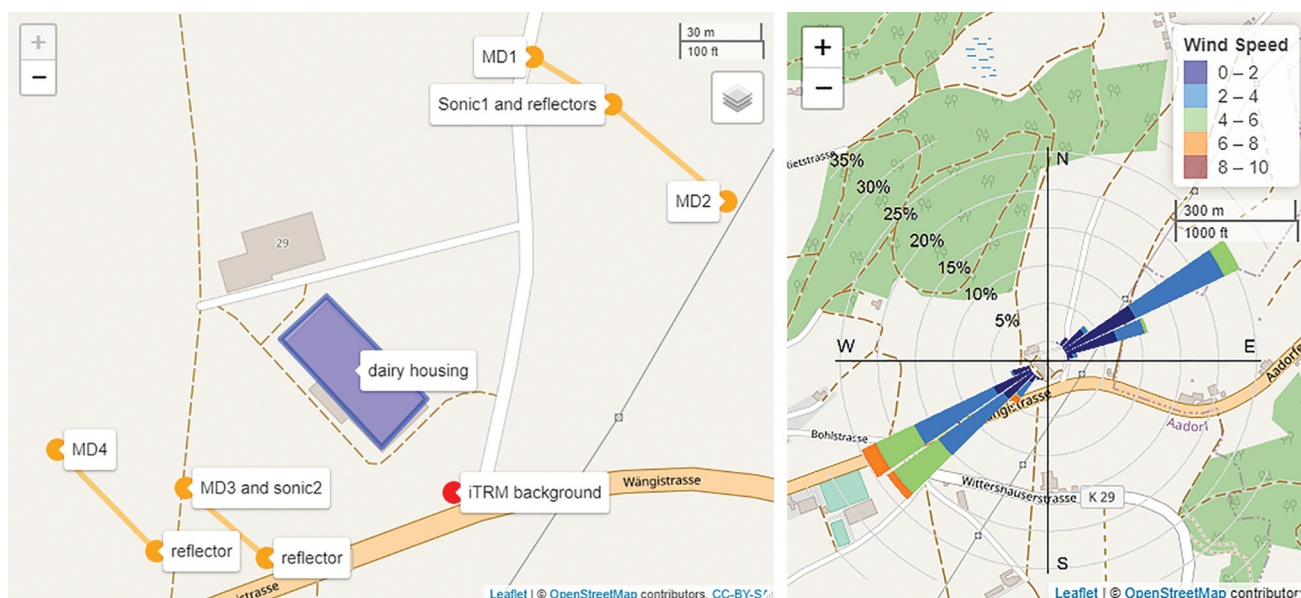 +
−
30 m
100 ft
MD1
Sonic1 and reflectors
MD2
29
dairy housing
MD4
MD3 and sonic2
iTRM background
Wängistrasse
reflector
reflector
Leaflet | © OpenStreetMap contributors, CC-BY-SA
+
−
Wind Speed
0 – 2
2 – 4
4 – 6
6 – 8
8 – 10
300 m
1000 ft
N
35%
30%
25%
20%
15%
10%
5%
W
E
Bohlstrasse
Aadorf
Wittershauserstrasse
K 29
S
Leaflet | © OpenStreetMap contributors